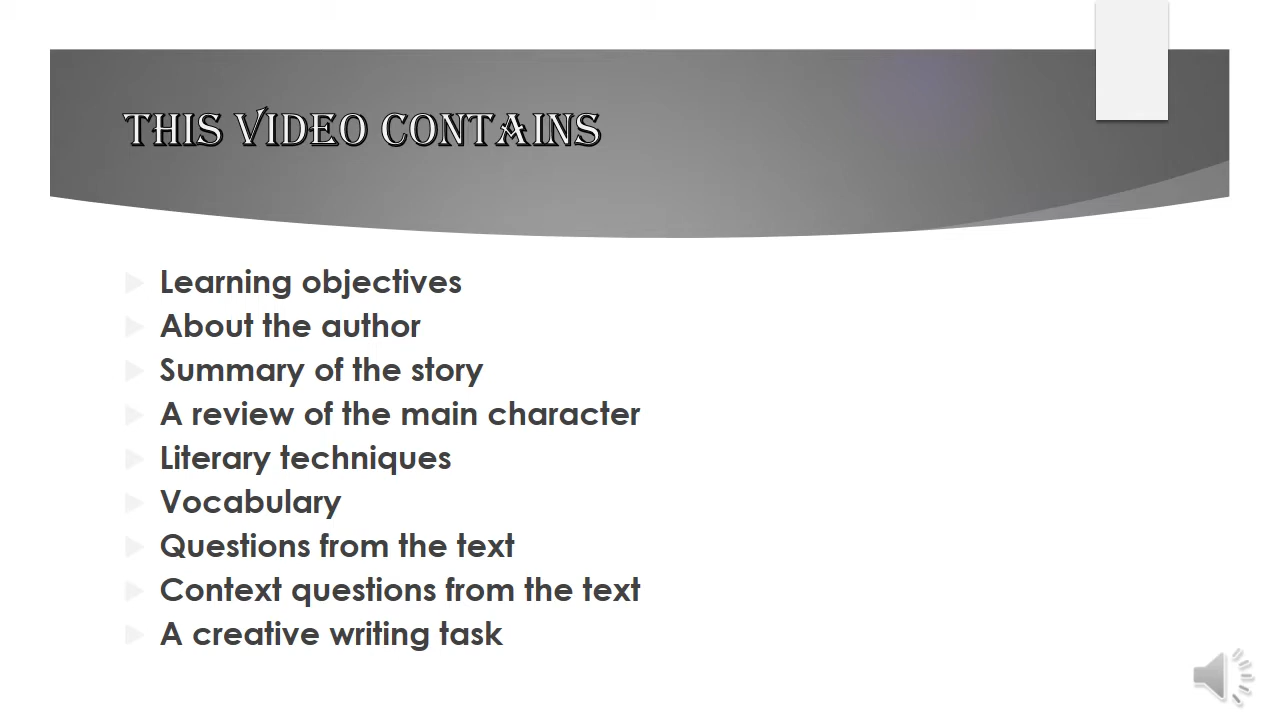 THIS VIDEO CONTAINS
Learning objectives
About the author
Summary of the story
A review of the main character
Literary techniques
Vocabulary
Questions from the text
Context questions from the text
A creative writing task